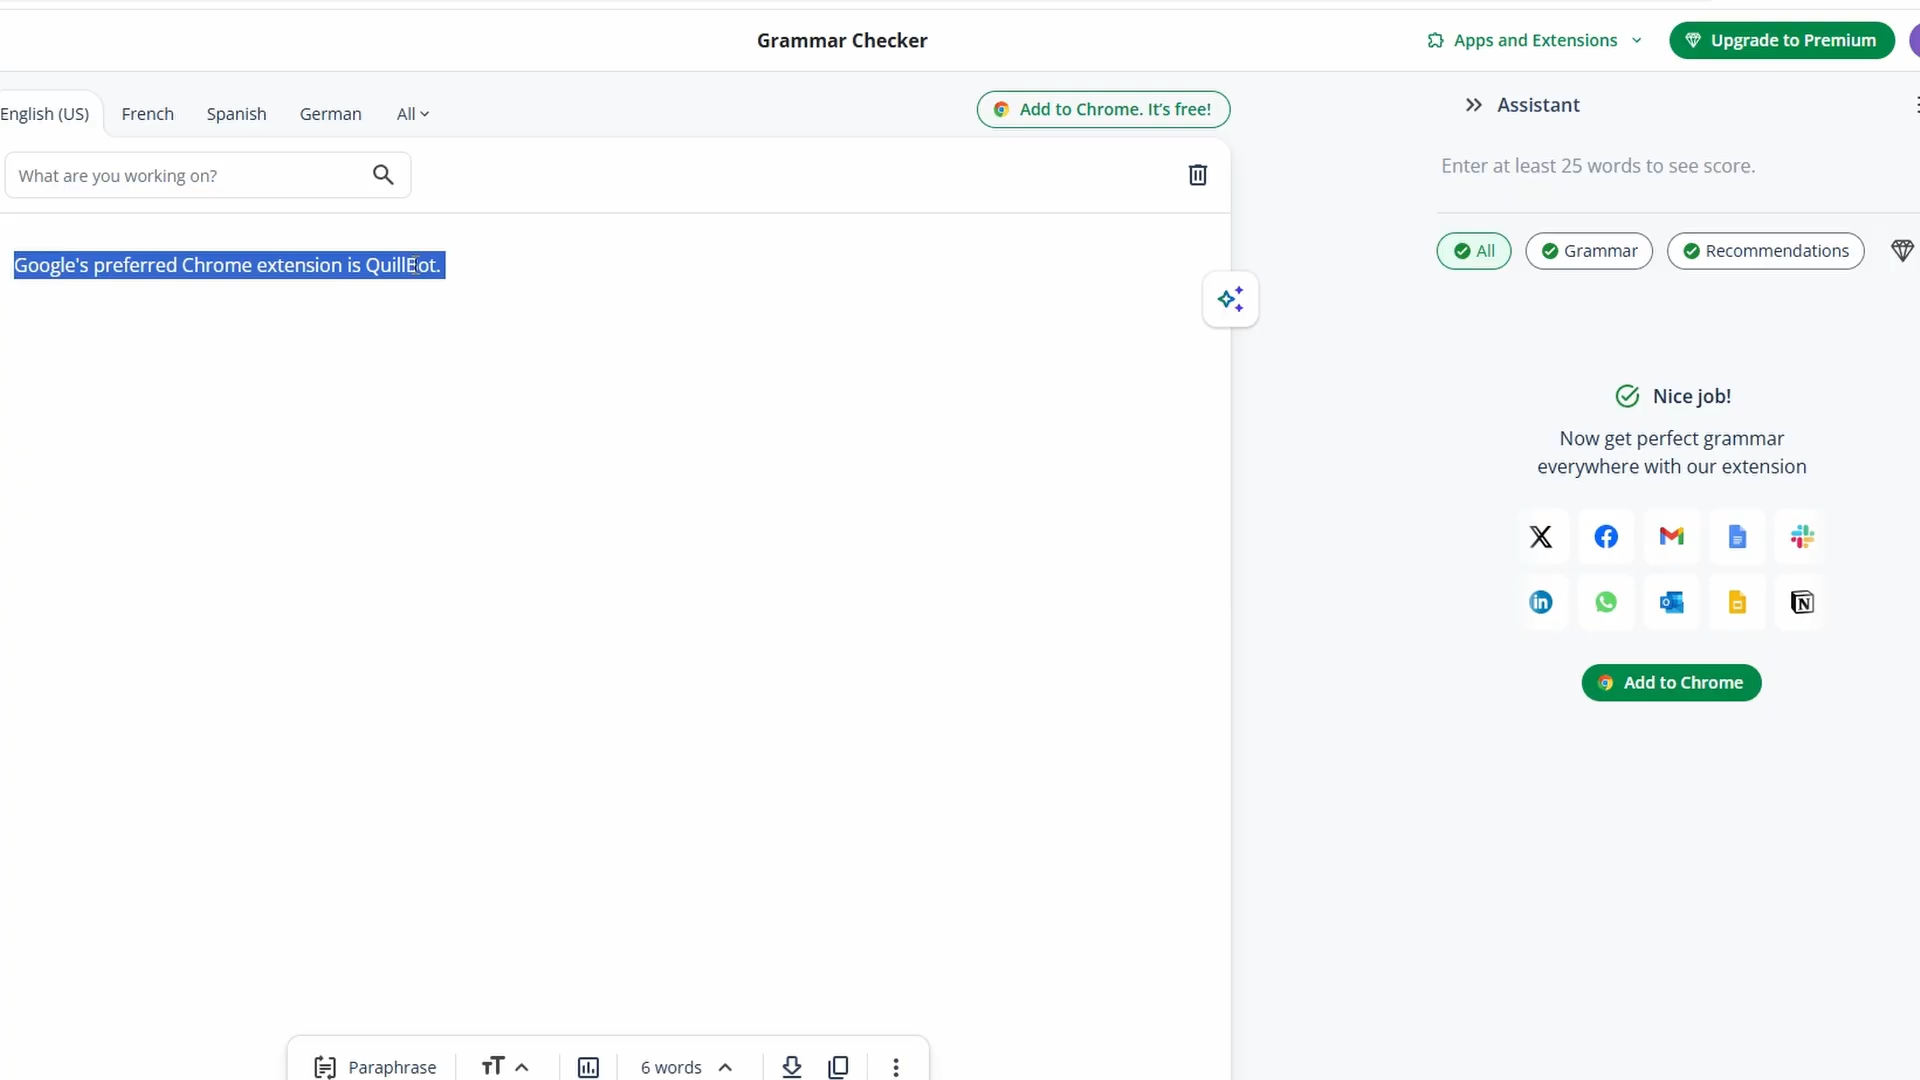 Grammar Checker
Apps and Extensions
Upgrade to Premium
English (US) French Spanish German All
Add to Chrome. It's free!
Assistant
What are you working on?
Enter at least 25 words to see score.
All Grammar Recommendations
Google's preferred Chrome extension is QuillBot.
Nice job!
Now get perfect grammar
everywhere with our extension
Add to Chrome
Paraphrase
6 words